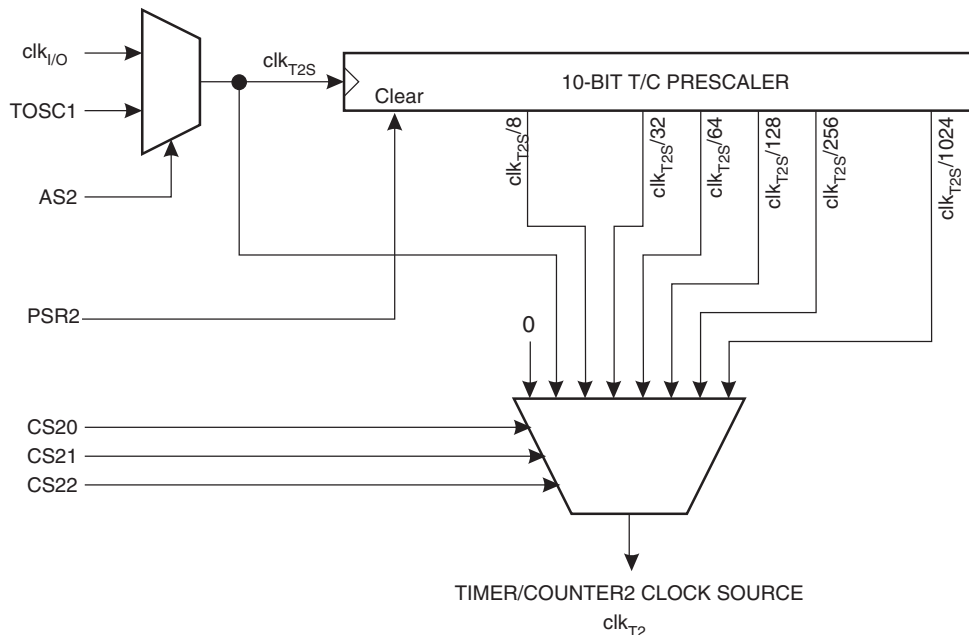 clkI/O
TOSC1
AS2
PSR2
clkT2S
10-BIT T/C PRESCALER
Clear
clkT2S/8
clkT2S/32
clkT2S/64
clkT2S/128
clkT2S/256
clkT2S/1024
0
CS20
CS21
CS22
TIMER/COUNTER2 CLOCK SOURCE
clkT2